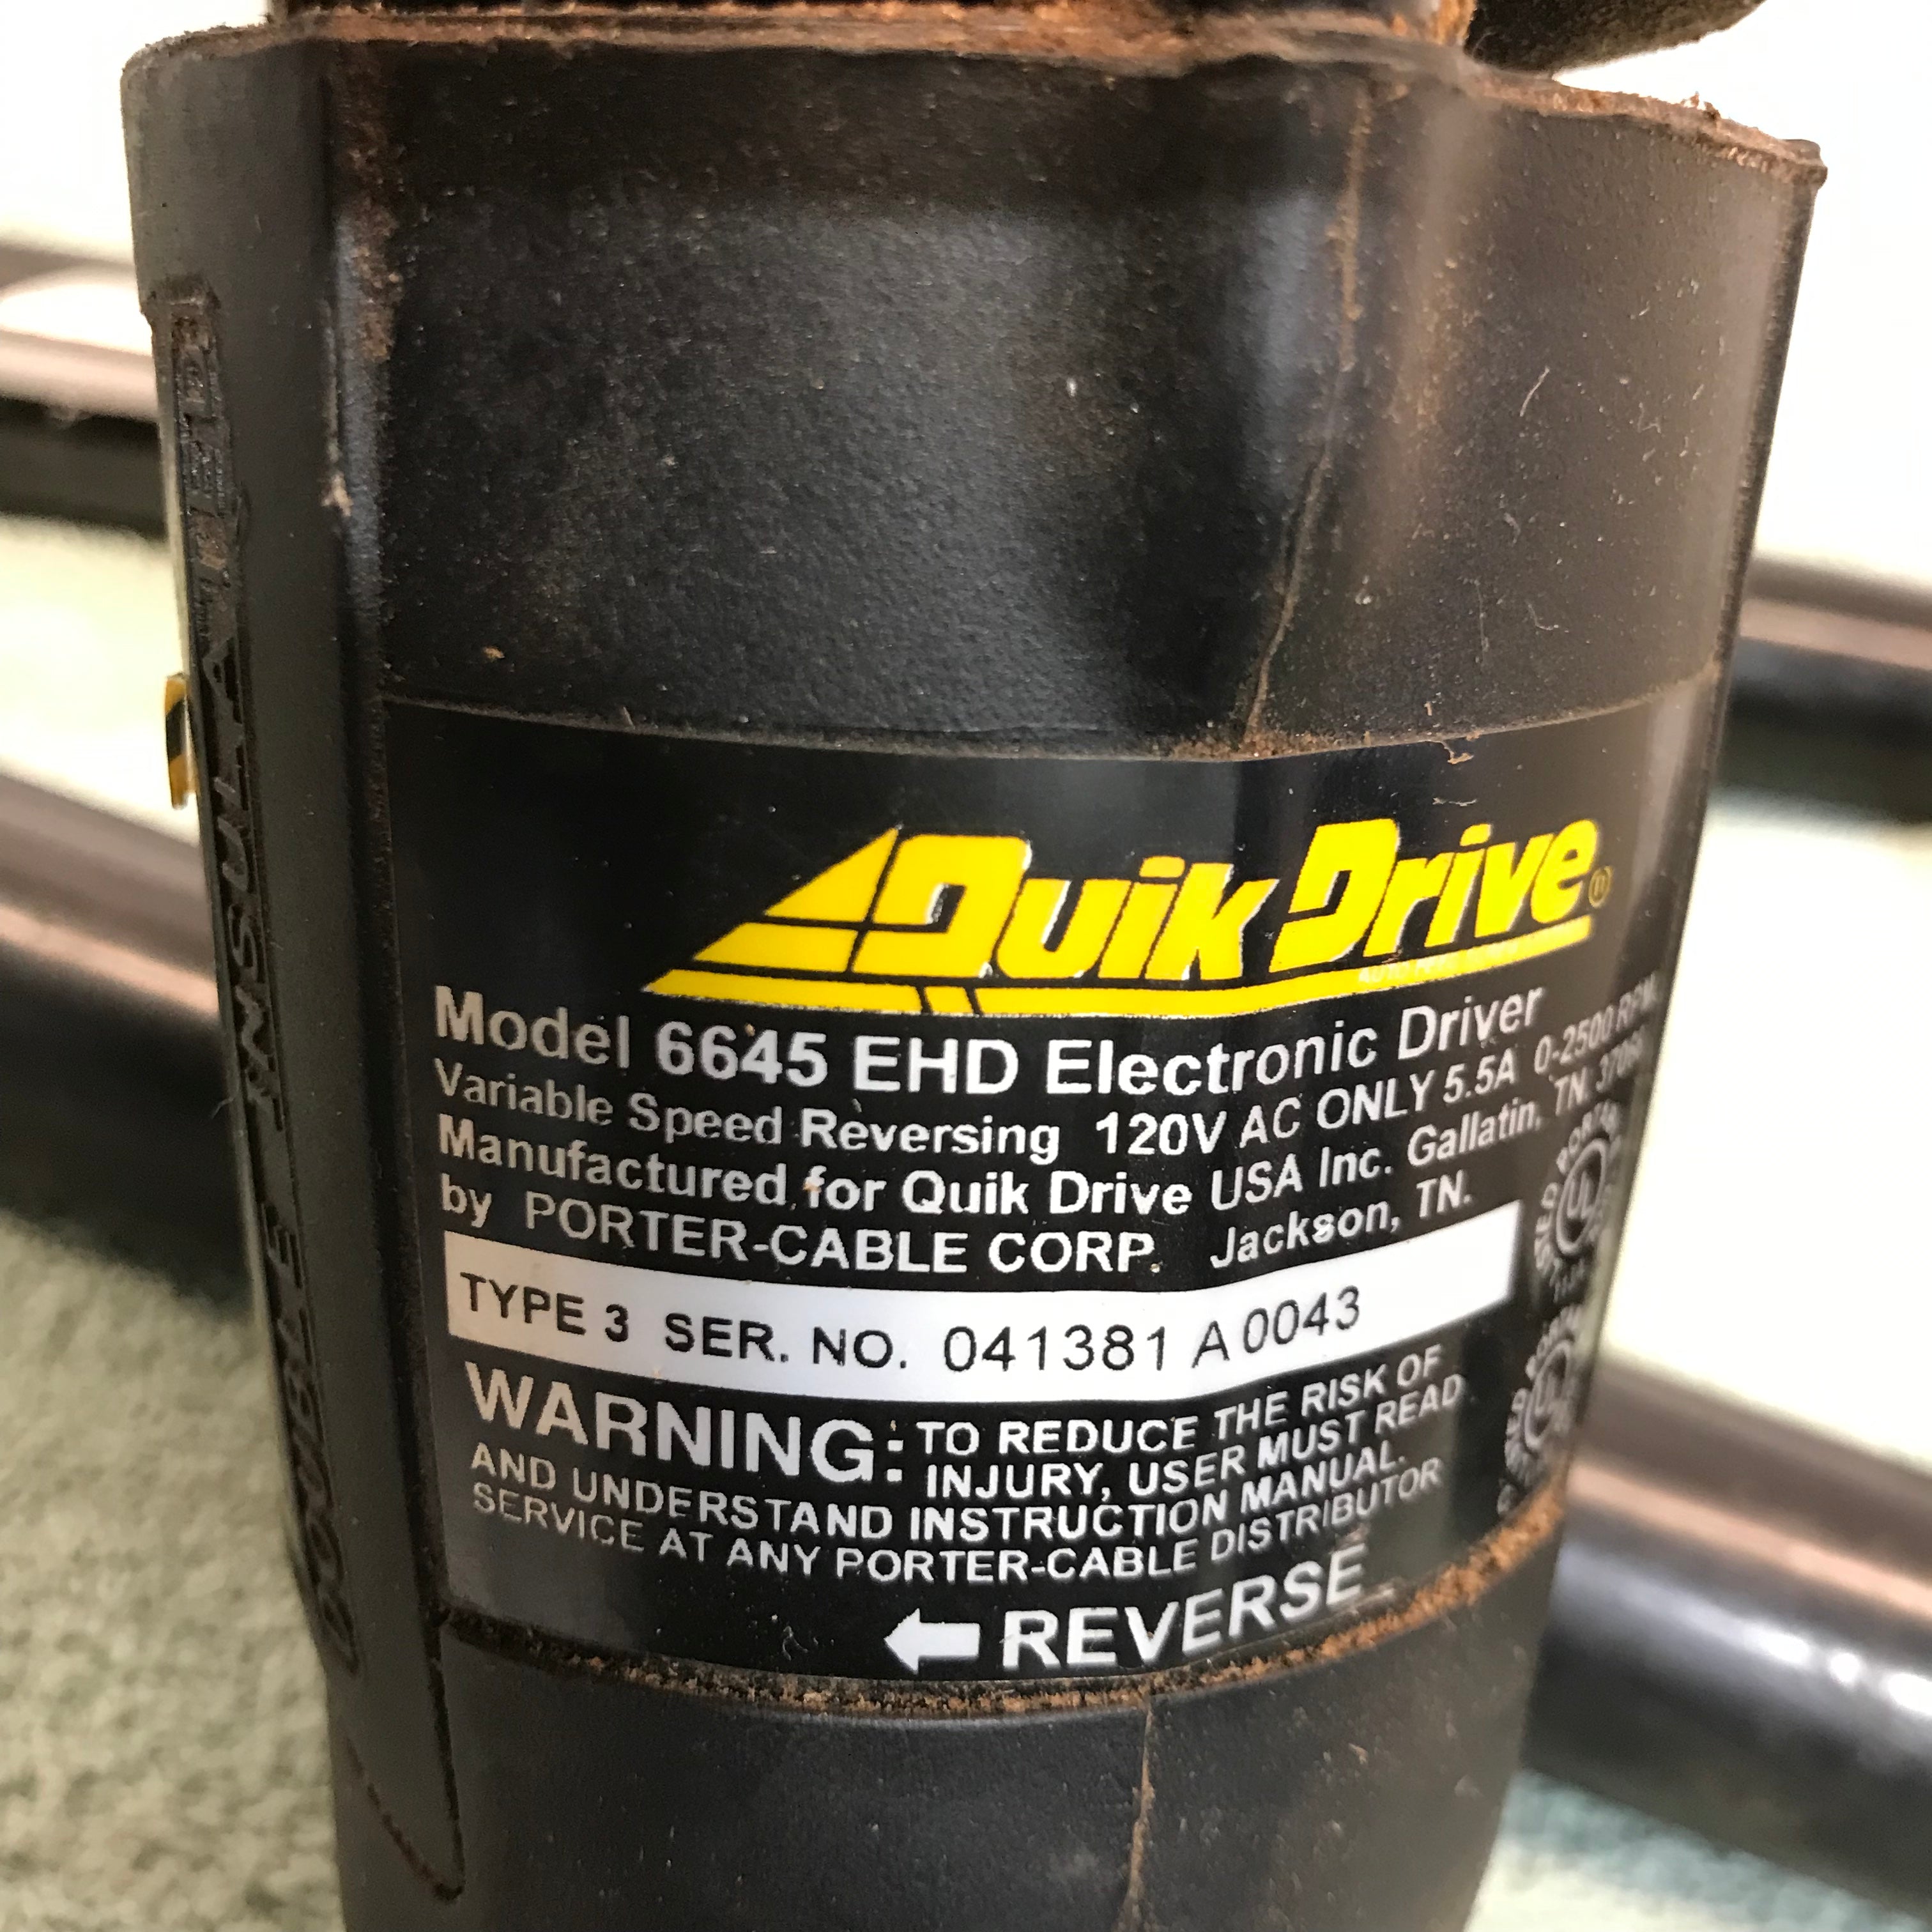 Quik Drive
Model 6645 EHD Electronic Driver
Variable Speed Reversing 120V AC ONLY 5.5A 0-2500 RPM
Manufactured for Quik Drive USA Inc. Gallatin, TN.
by PORTER-CABLE CORP. Jackson, TN.
TYPE 3 SER. NO. 041381 A 0043
WARNING: TO REDUCE THE RISK OF
INJURY, USER MUST READ
AND UNDERSTAND INSTRUCTION MANUAL.
SERVICE AT ANY PORTER-CABLE DISTRIBUTOR
REVERSE
DOUBLE INSULATED